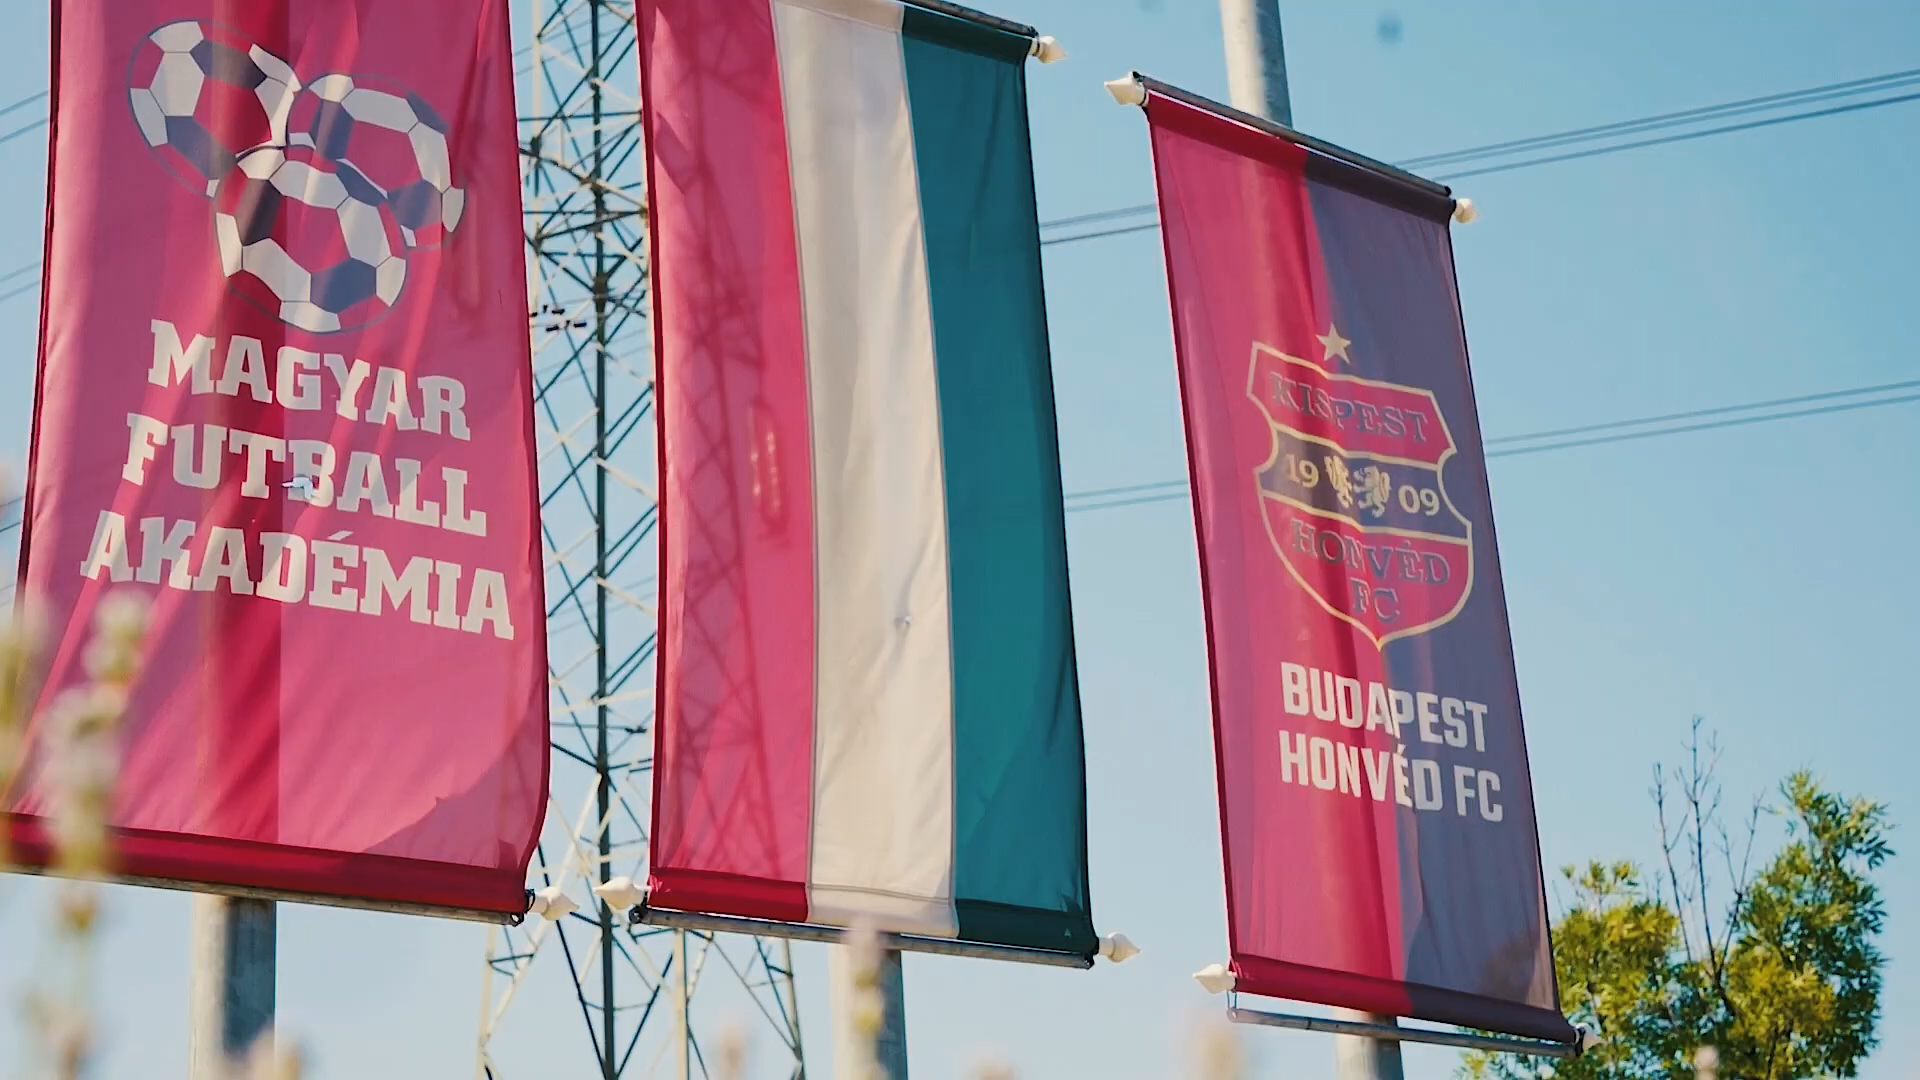 MAGYAR
FUTBALL
AKADÉMIA
KISPEST
19 09
HONVÉD
FC
BUDAPEST
HONVÉD FC